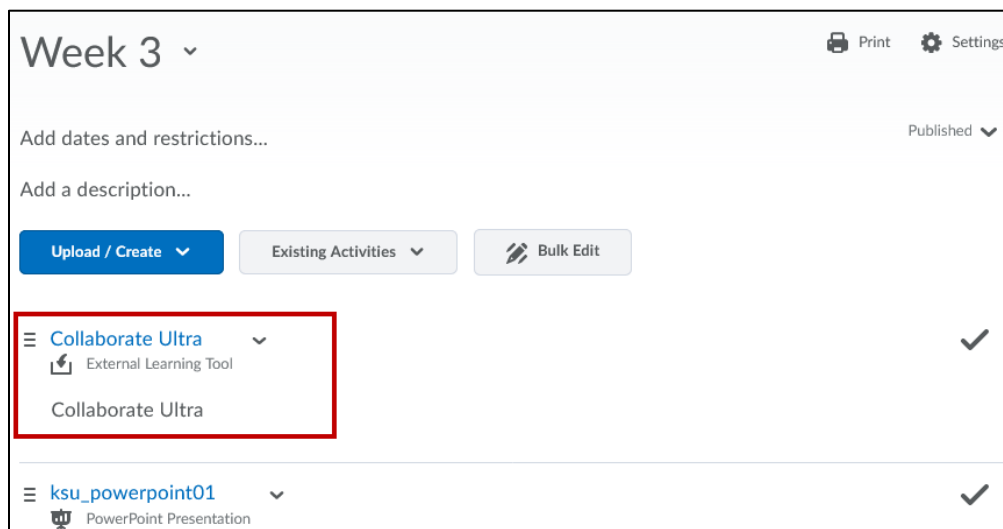 Week 3
Print
Settings
Add dates and restrictions...
Published
Add a description...
Upload / Create
Existing Activities
Bulk Edit
Collaborate Ultra
External Learning Tool
Collaborate Ultra
ksu_powerpoint01
PowerPoint Presentation